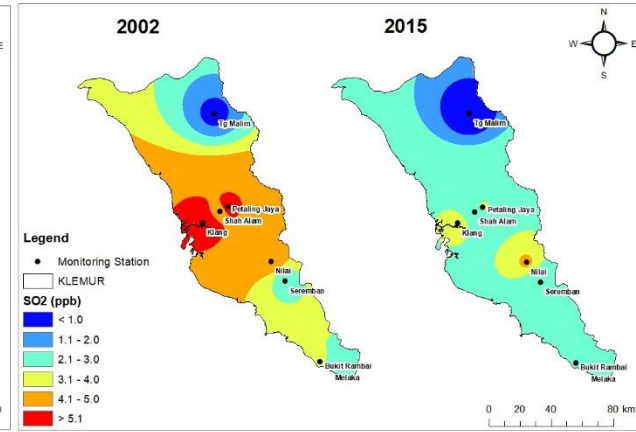 2002
2015
N
W
E
S
Tg Malim
Petaling Jaya
Shah Alam
Klang
Nilai
Seremban
Bukit Rambai
Melaka
Tg Malim
Petaling Jaya
Shah Alam
Klang
Nilai
Seremban
Bukit Rambai
Melaka
Legend
Monitoring Station
KLEMUR
SO2 (ppb)
< 1.0
1.1 - 2.0
2.1 - 3.0
3.1 - 4.0
4.1 - 5.0
> 5.1
0 20 40 80 km
E